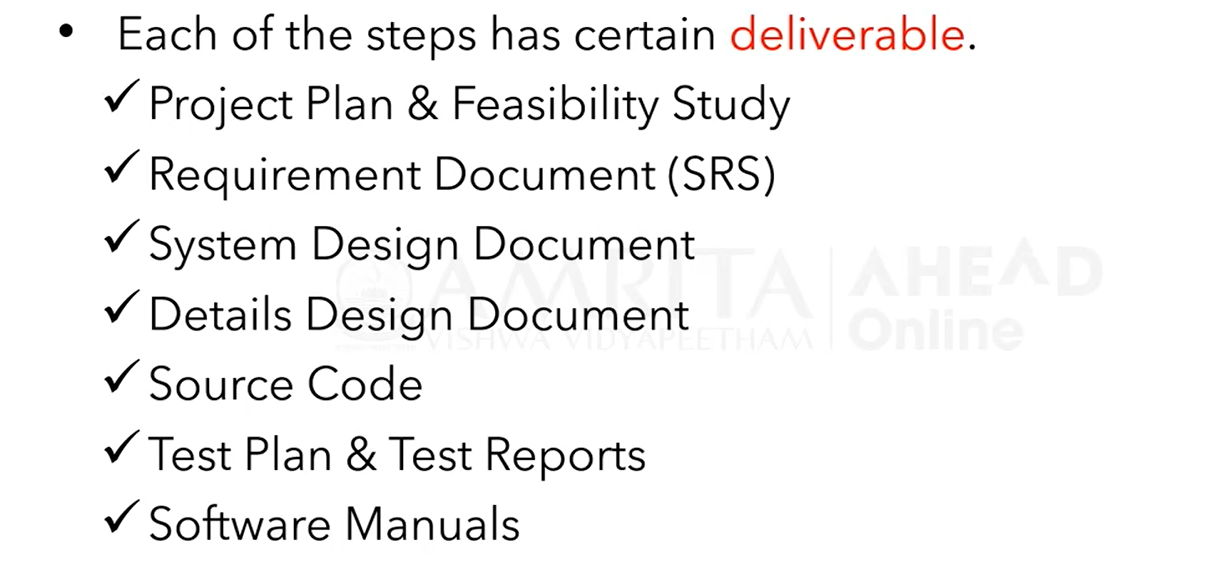 • Each of the steps has certain deliverable.
✓ Project Plan & Feasibility Study
✓ Requirement Document (SRS)
✓ System Design Document
✓ Details Design Document
✓ Source Code
✓ Test Plan & Test Reports
✓ Software Manuals
AMRITA
VISHWA VIDYAPEETHAM
AHEAD
Online